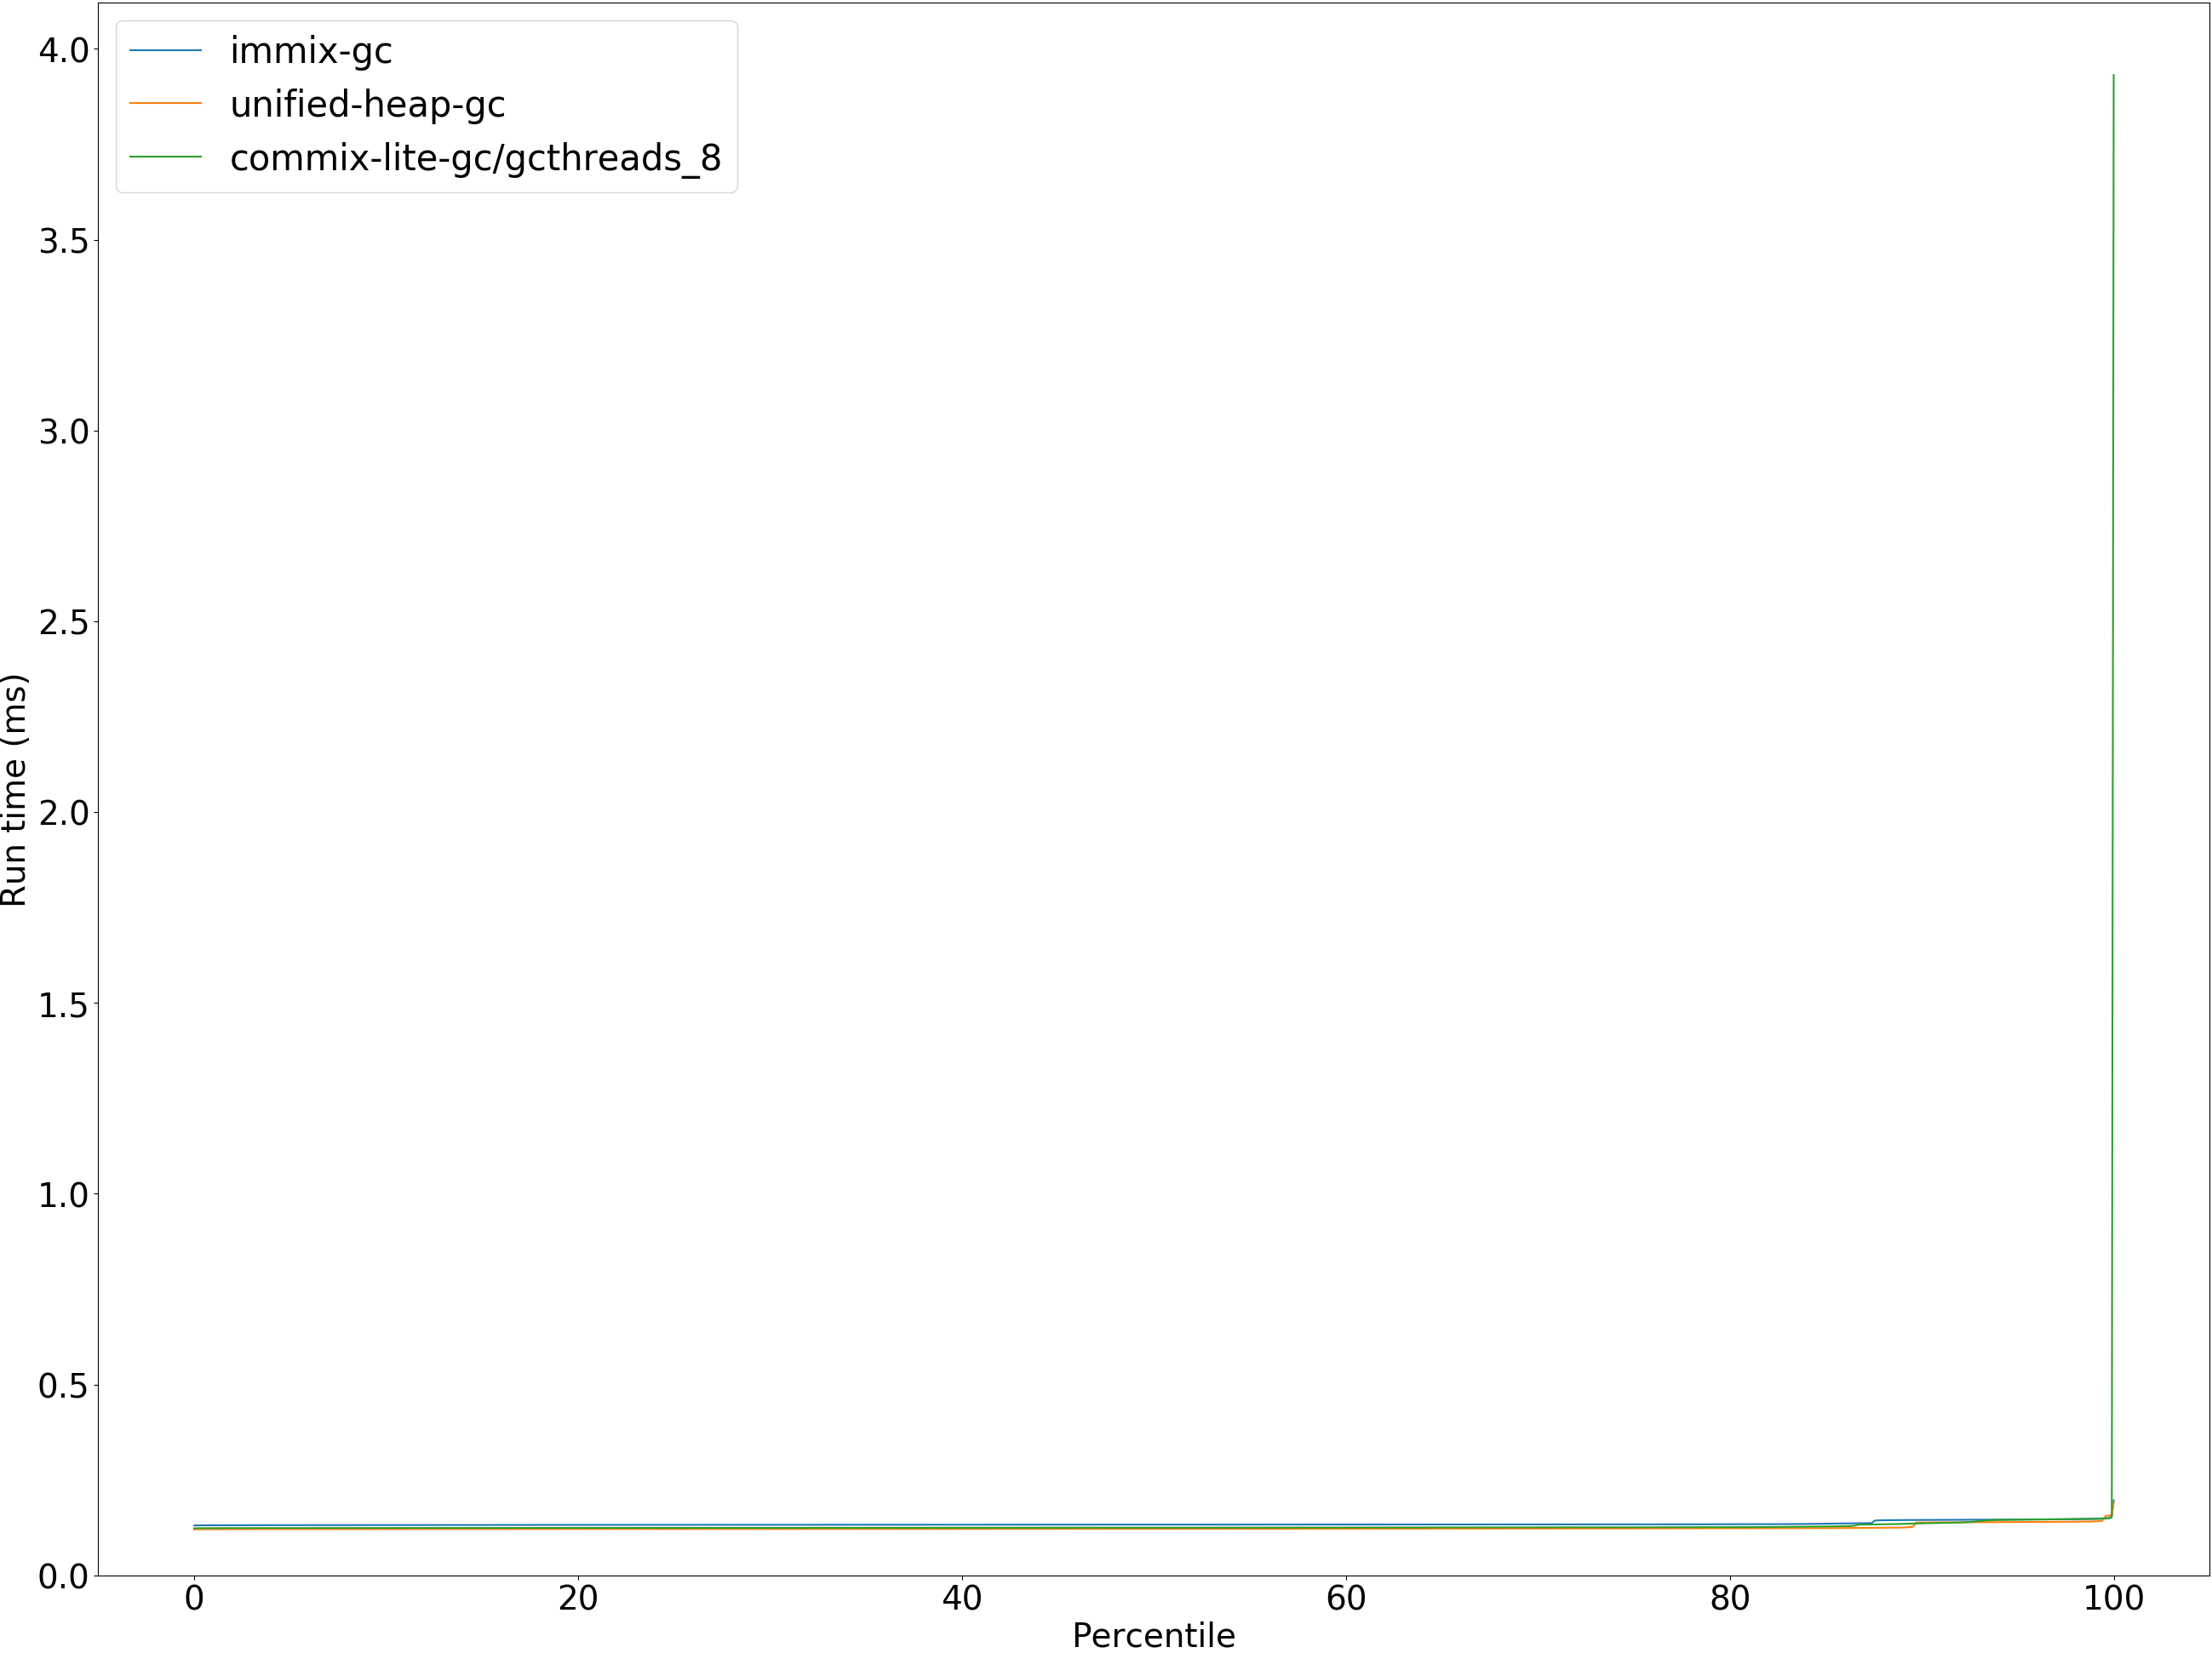 immix-gc
unified-heap-gc
commix-lite-gc/gcthreads_8
4.0
3.5
3.0
2.5
2.0
1.5
1.0
0.5
0.0
Run time (ms)
0 20 40 60 80 100
Percentile